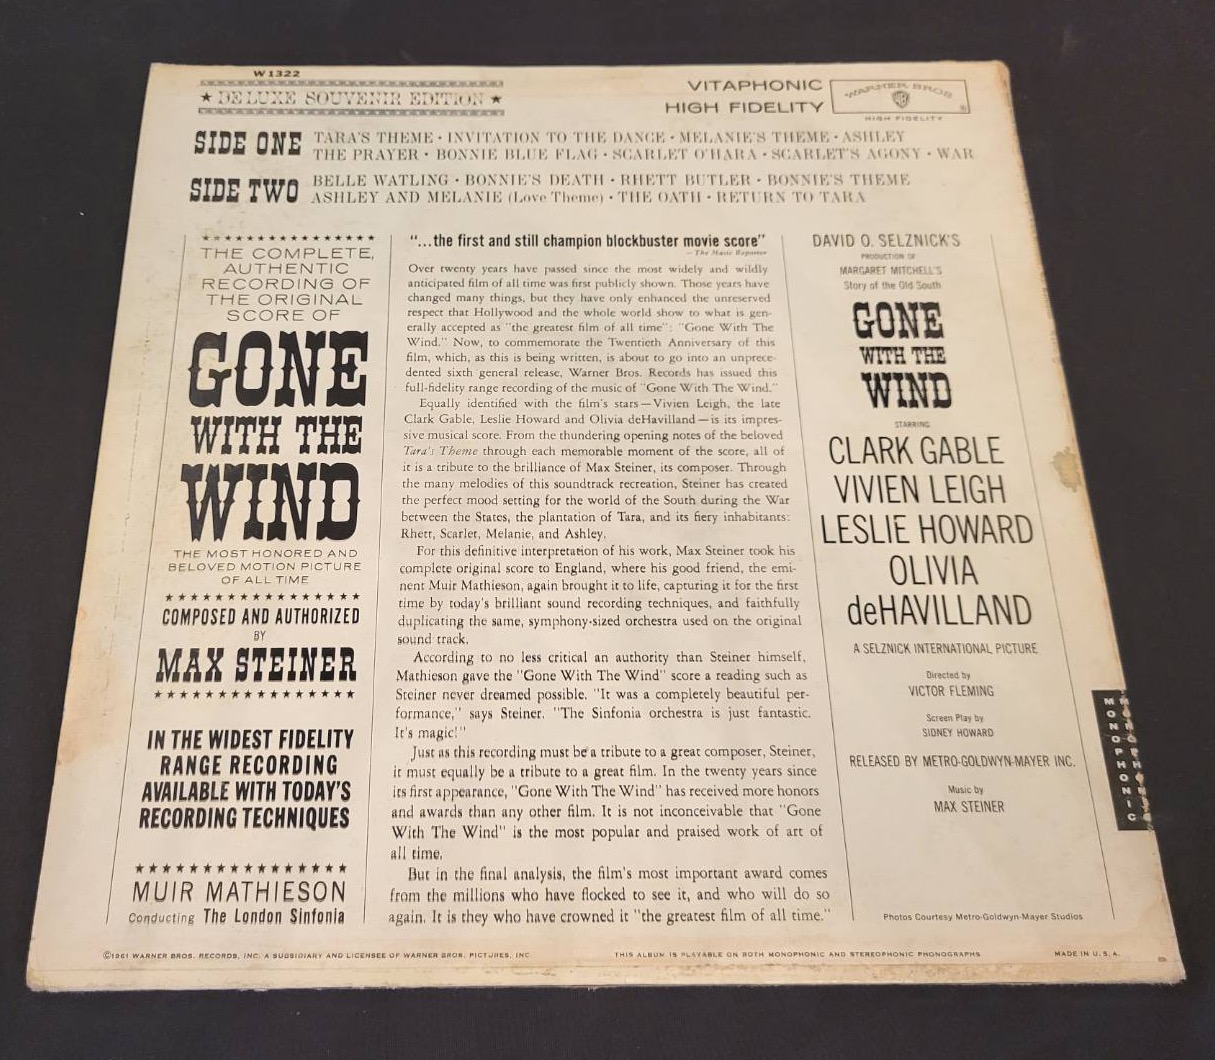 W 1322
★ DE LUXE SOUVENIR EDITION ★
VITAPHONIC
HIGH FIDELITY
WARNER BROS
HIGH FIDELITY
SIDE ONE TARA'S THEME · INVITATION TO THE DANCE · MELANIE'S THEME · ASHLEY
THE PRAYER · BONNIE BLUE FLAG · SCARLET O'HARA · SCARLET'S AGONY · WAR
SIDE TWO BELLE WATLING · BONNIE'S DEATH · RHETT BUTLER · BONNIE'S THEME
ASHLEY AND MELANIE (Love Theme) · THE OATH · RETURN TO TARA
THE COMPLETE,
AUTHENTIC
RECORDING OF
THE ORIGINAL
SCORE OF
GONE
WITH THE
WIND
THE MOST HONORED AND
BELOVED MOTION PICTURE
OF ALL TIME
COMPOSED AND AUTHORIZED
BY
MAX STEINER
IN THE WIDEST FIDELITY
RANGE RECORDING
AVAILABLE WITH TODAY'S
RECORDING TECHNIQUES
MUIR MATHIESON
Conducting The London Sinfonia
"...the first and still champion blockbuster movie score"
—The Music Reporter
Over twenty years have passed since the most widely and wildly
anticipated film of all time was first publicly shown. Those years have
changed many things, but they have only enhanced the unreserved
respect that Hollywood and the whole world show to what is gen-
erally accepted as "the greatest film of all time": "Gone With The
Wind." Now, to commemorate the Twentieth Anniversary of this
film, which, as this is being written, is about to go into an unprece-
dented sixth general release, Warner Bros. Records has issued this
full-fidelity range recording of the music of "Gone With The Wind."
Equally identified with the film's stars—Vivien Leigh, the late
Clark Gable, Leslie Howard and Olivia deHavilland—is its impres-
sive musical score. From the thundering opening notes of the beloved
Tara's Theme through each memorable moment of the score, all of
it is a tribute to the brilliance of Max Steiner, its composer. Through
the many melodies of this soundtrack recreation, Steiner has created
the perfect mood setting for the world of the South during the War
between the States, the plantation of Tara, and its fiery inhabitants:
Rhett, Scarlet, Melanie, and Ashley.
For this definitive interpretation of his work, Max Steiner took his
complete original score to England, where his good friend, the emi-
nent Muir Mathieson, again brought it to life, capturing it for the first
time by today's brilliant sound recording techniques, and faithfully
duplicating the same, symphony-sized orchestra used on the original
sound track.
According to no less critical an authority than Steiner himself,
Mathieson gave the "Gone With The Wind" score a reading such as
Steiner never dreamed possible. "It was a completely beautiful per-
formance," says Steiner. "The Sinfonia orchestra is just fantastic.
It's magic!"
Just as this recording must be a tribute to a great composer, Steiner,
it must equally be a tribute to a great film. In the twenty years since
its first appearance, "Gone With The Wind" has received more honors
and awards than any other film. It is not inconceivable that "Gone
With The Wind" is the most popular and praised work of art of
all time.
But in the final analysis, the film's most important award comes
from the millions who have flocked to see it, and who will do so
again. It is they who have crowned it "the greatest film of all time."
DAVID O. SELZNICK'S
PRODUCTION OF
MARGARET MITCHELL'S
Story of the Old South
GONE
WITH THE
WIND
STARRING
CLARK GABLE
VIVIEN LEIGH
LESLIE HOWARD
OLIVIA
deHAVILLAND
A SELZNICK INTERNATIONAL PICTURE
Directed by
VICTOR FLEMING
Screen Play by
SIDNEY HOWARD
RELEASED BY METRO-GOLDWYN-MAYER INC.
Music by
MAX STEINER
Photos Courtesy Metro-Goldwyn-Mayer Studios
MONOPHONIC
MONOPHONIC
©1961 WARNER BROS. RECORDS, INC. A SUBSIDIARY AND LICENSEE OF WARNER BROS. PICTURES, INC.
THIS ALBUM IS PLAYABLE ON BOTH MONOPHONIC AND STEREOPHONIC PHONOGRAPHS
MADE IN U.S.A.